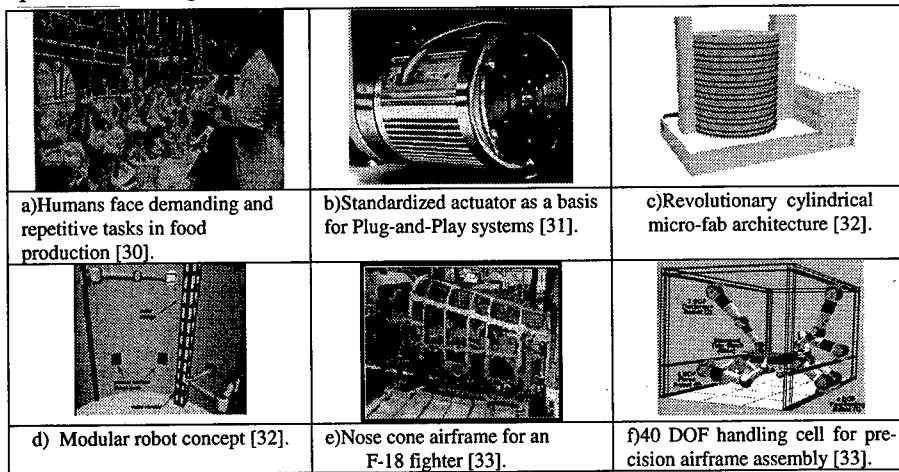 a)Humans face demanding and
repetitive tasks in food
production [30].
b)Standardized actuator as a basis
for Plug-and-Play systems [31].
c)Revolutionary cylindrical
micro-fab architecture [32].
d) Modular robot concept [32].
e)Nose cone airframe for an
F-18 fighter [33].
f)40 DOF handling cell for pre-
cision airframe assembly [33].